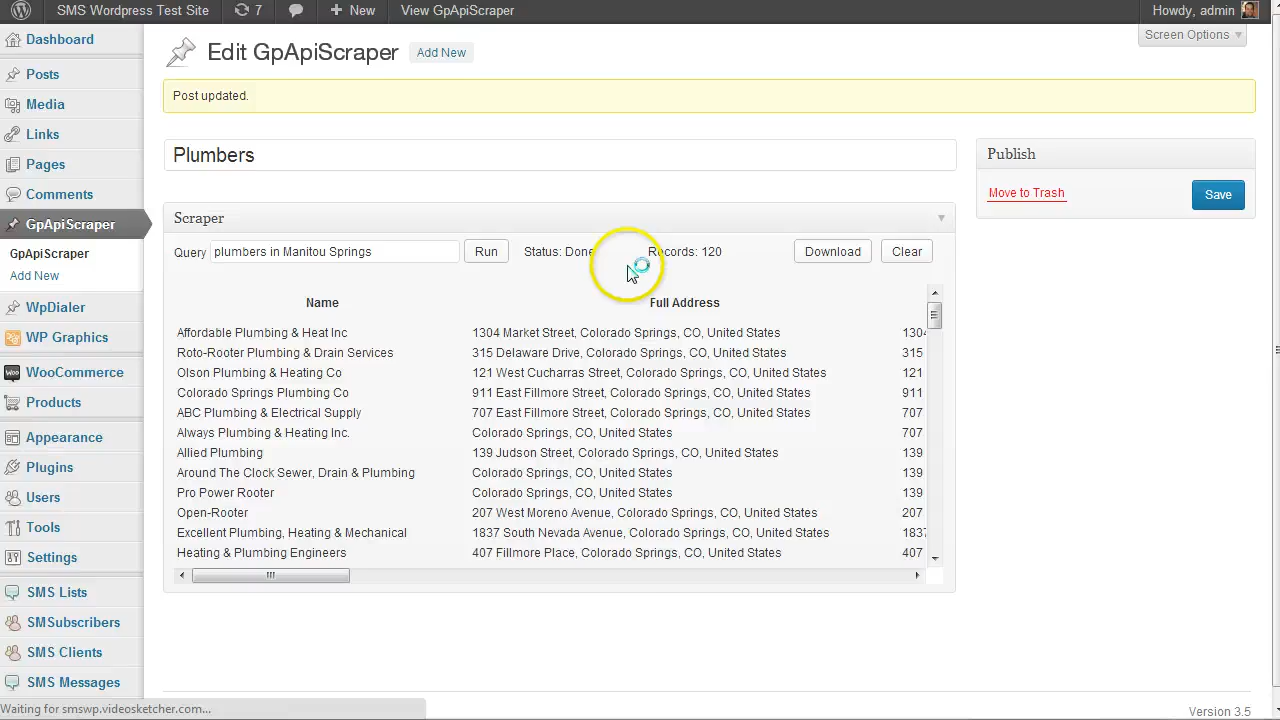 SMS Wordpress Test Site 7 New View GpApiScraper Howdy, admin
Screen Options
Dashboard
Posts
Media
Links
Pages
Comments
GpApiScraper
GpApiScraper
Add New
WpDialer
WP Graphics
Woo WooCommerce
Products
Appearance
Plugins
Users
Tools
Settings
SMS Lists
SMSubscribers
SMS Clients
SMS Messages
Edit GpApiScraper Add New
Post updated.
Plumbers
Scraper
Query plumbers in Manitou Springs Run Status: Done Records: 120 Download Clear
Name Full Address
Affordable Plumbing & Heat Inc 1304 Market Street, Colorado Springs, CO, United States 1304
Roto-Rooter Plumbing & Drain Services 315 Delaware Drive, Colorado Springs, CO, United States 315
Olson Plumbing & Heating Co 121 West Cucharras Street, Colorado Springs, CO, United States 121
Colorado Springs Plumbing Co 911 East Fillmore Street, Colorado Springs, CO, United States 911
ABC Plumbing & Electrical Supply 707 East Fillmore Street, Colorado Springs, CO, United States 707
Always Plumbing & Heating Inc. Colorado Springs, CO, United States 707
Allied Plumbing 139 Judson Street, Colorado Springs, CO, United States 139
Around The Clock Sewer, Drain & Plumbing Colorado Springs, CO, United States 139
Pro Power Rooter Colorado Springs, CO, United States 139
Open-Rooter 207 West Moreno Avenue, Colorado Springs, CO, United States 207
Excellent Plumbing, Heating & Mechanical 1837 South Nevada Avenue, Colorado Springs, CO, United States 1837
Heating & Plumbing Engineers 407 Fillmore Place, Colorado Springs, CO, United States 407
Publish
Move to Trash Save
Waiting for smswp.videosketcher.com...
Version 3.5